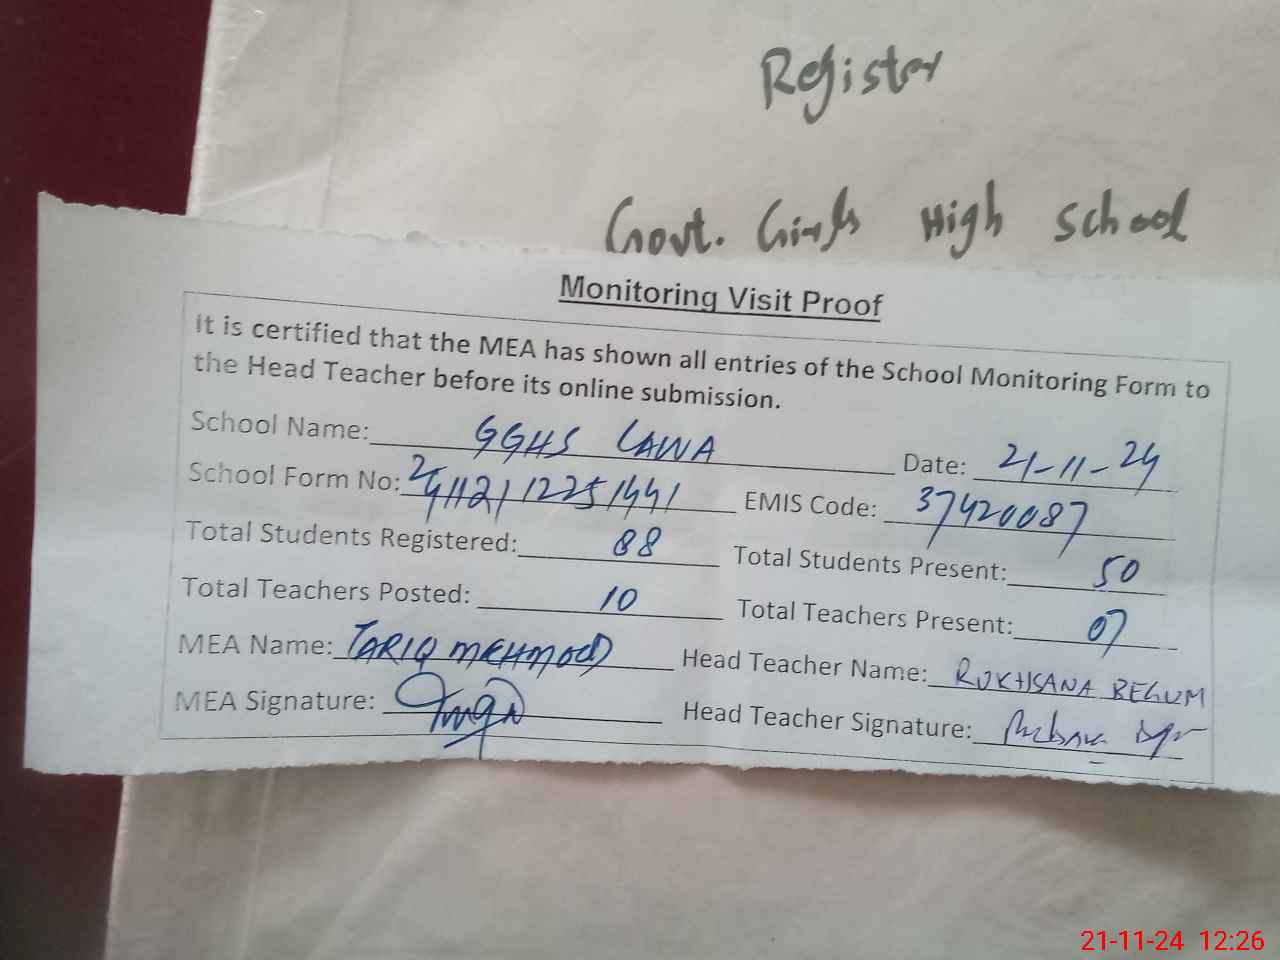 Register
Govt. Girls High School
Monitoring Visit Proof
It is certified that the MEA has shown all entries of the School Monitoring Form to
the Head Teacher before its online submission.
School Name: GGHS LAWA Date: 21-11-24
School Form No: 24112112251441 EMIS Code: 37420087
Total Students Registered: 88 Total Students Present: 50
Total Teachers Posted: 10 Total Teachers Present: 07
MEA Name: TARIQ MEHMOOD Head Teacher Name: RUKHSANA BEGUM
MEA Signature: Head Teacher Signature:
21-11-24 12:26